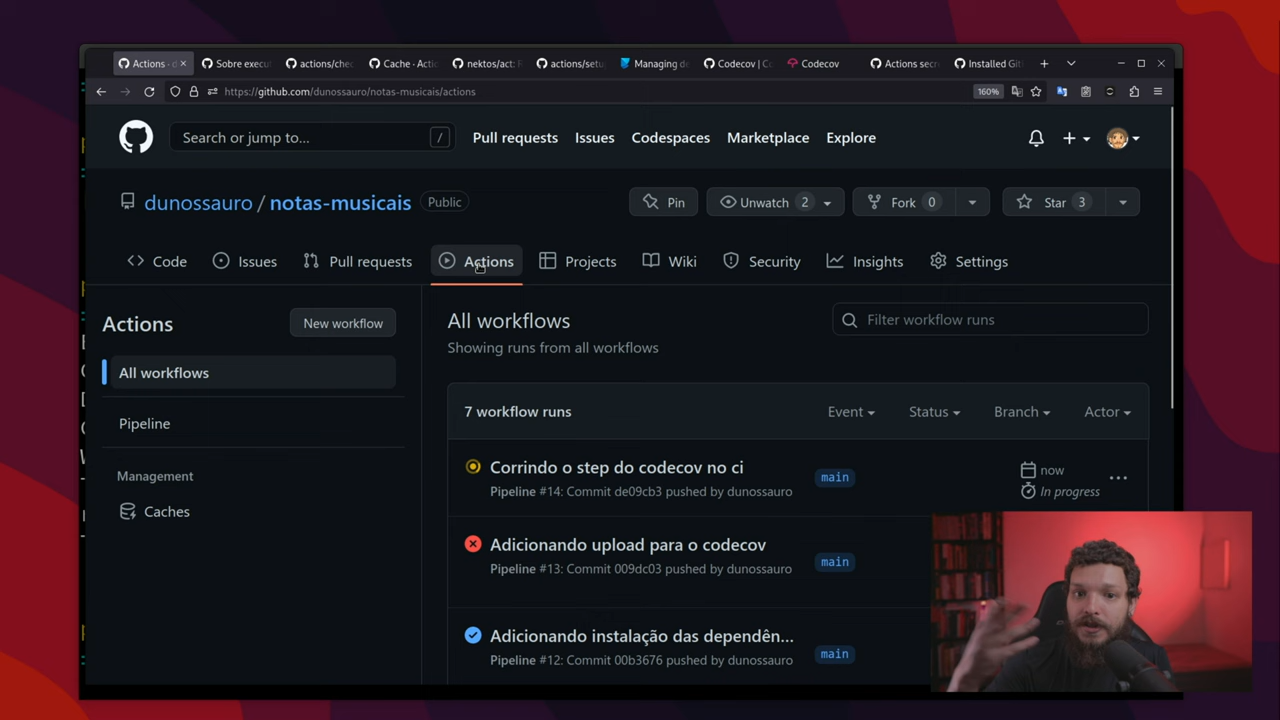 Actions · d
Sobre execu
actions/chec
Cache · Actio
nektos/act: R
actions/setu
Managing de
Codecov | Co
Codecov
Actions secr
Installed Git
https://github.com/dunossauro/notas-musicais/actions
160%
Search or jump to...
/
Pull requests
Issues
Codespaces
Marketplace
Explore
dunossauro / notas-musicais
Public
Pin
Unwatch 2
Fork 0
Star 3
Code
Issues
Pull requests
Actions
Projects
Wiki
Security
Insights
Settings
Actions
New workflow
All workflows
Pipeline
Management
Caches
All workflows
Showing runs from all workflows
Filter workflow runs
7 workflow runs
Event
Status
Branch
Actor
Corrindo o step do codecov no ci
Pipeline #14: Commit de09cb3 pushed by dunossauro
main
now
In progress
Adicionando upload para o codecov
Pipeline #13: Commit 009dc03 pushed by dunossauro
main
Adicionando instalação das dependên...
Pipeline #12: Commit 00b3676 pushed by dunossauro
main